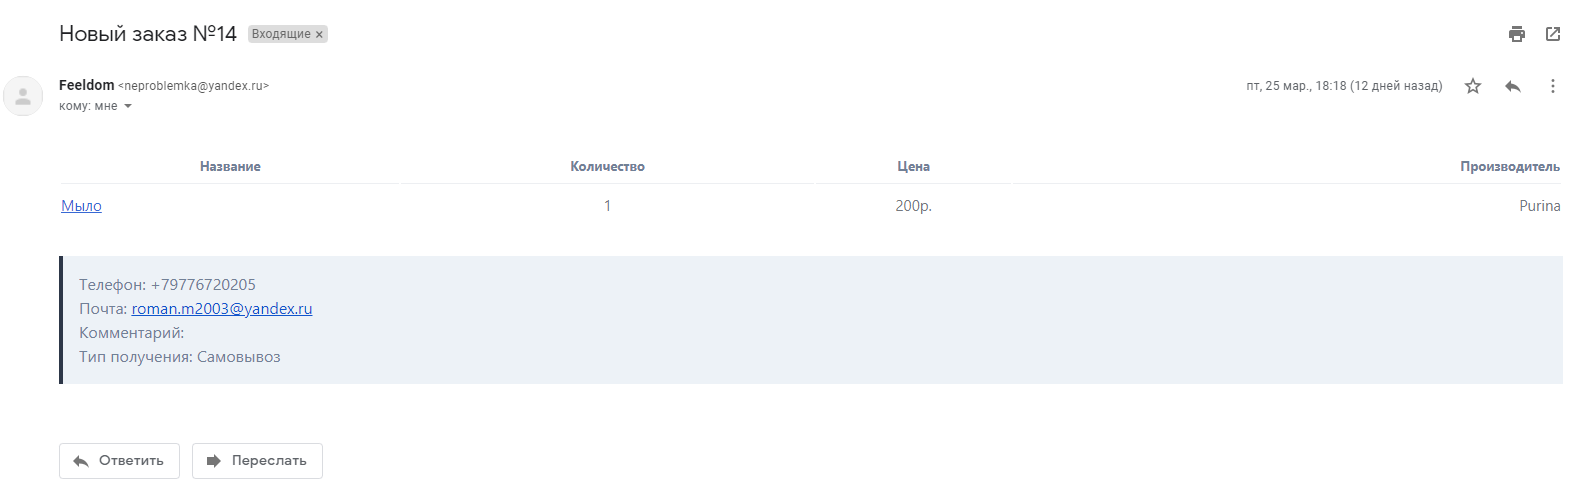 Новый заказ №14 Входящие ×
Feeldom <neproblemka@yandex.ru> пт, 25 мар., 18:18 (12 дней назад)
кому: мне
Название Количество Цена Производитель
Мыло 1 200р. Purina
Телефон: +79776720205
Почта: roman.m2003@yandex.ru
Комментарий:
Тип получения: Самовывоз
Ответить Переслать